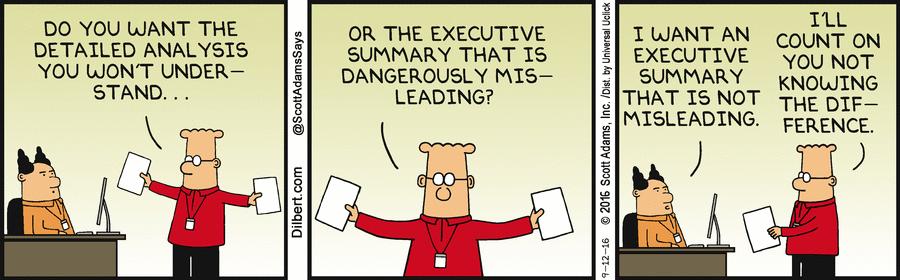 DO YOU WANT THE
DETAILED ANALYSIS
YOU WON'T UNDER-
STAND...
Dilbert.com @ScottAdamsSays
OR THE EXECUTIVE
SUMMARY THAT IS
DANGEROUSLY MIS-
LEADING?
9-12-16 © 2016 Scott Adams, Inc. /Dist. by Universal Uclick
I WANT AN
EXECUTIVE
SUMMARY
THAT IS NOT
MISLEADING.
I'LL
COUNT ON
YOU NOT
KNOWING
THE DIF-
FERENCE.